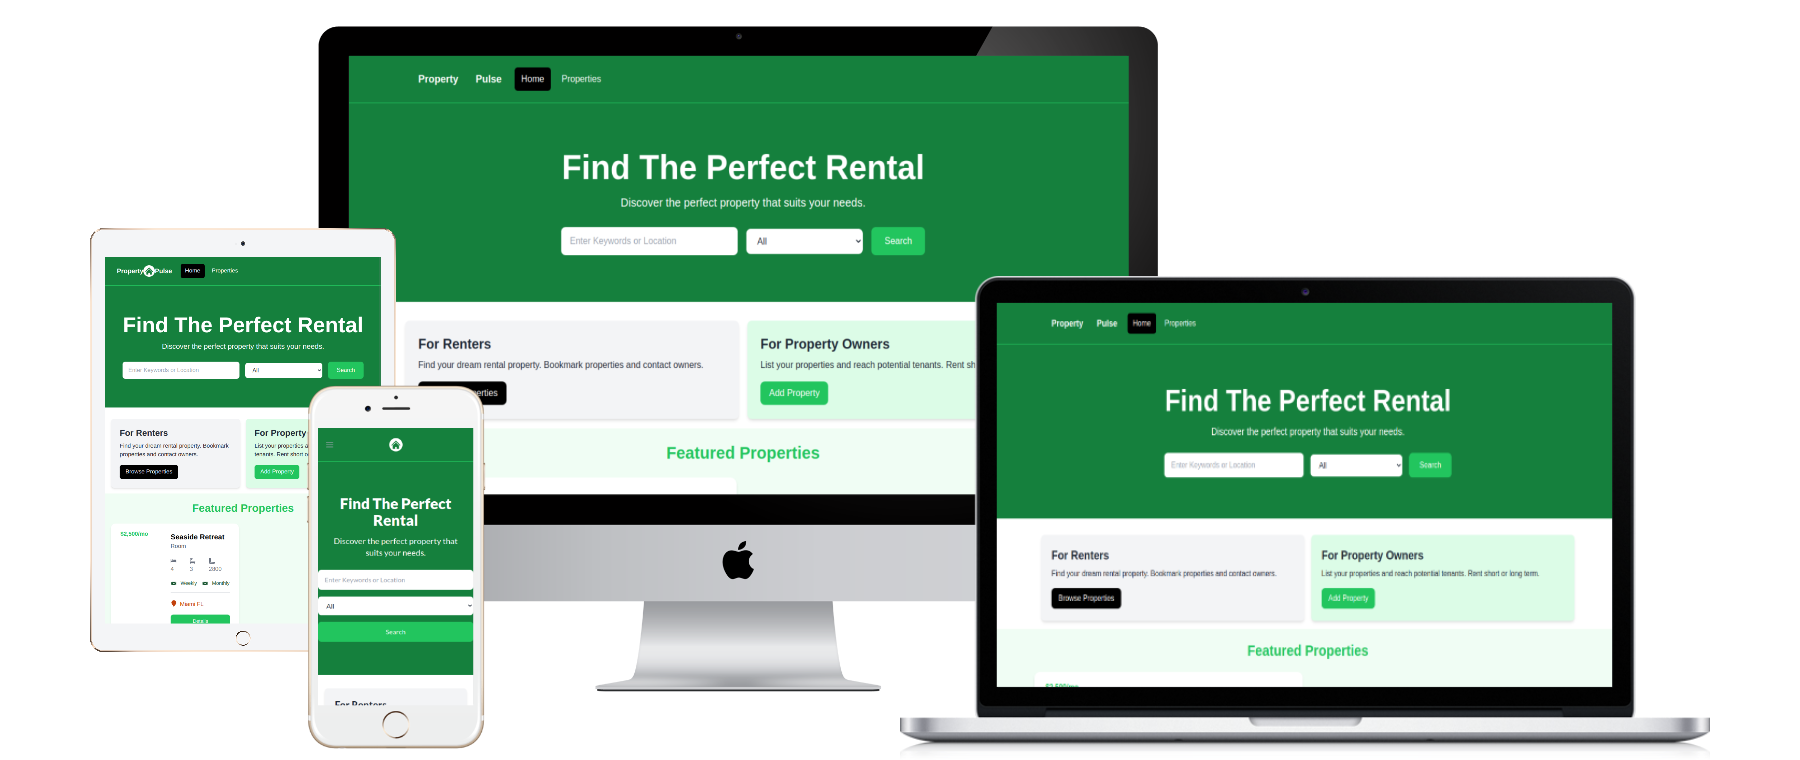 Property Pulse Home Properties
Find The Perfect Rental
Discover the perfect property that suits your needs.
Enter Keywords or Location All Search
For Renters
Find your dream rental property. Bookmark properties and contact owners.
erties
For Property Owners
List your properties and reach potential tenants. Rent sh
Add Property
Featured Properties
Property Pulse Home Properties
Find The Perfect Rental
Discover the perfect property that suits your needs.
Enter Keywords or Location All Search
For Renters
Find your dream rental property. Bookmark
properties and contact owners.
Browse Properties
For Property
List your properties a
tenants. Rent short o
Add Property
Featured Properties
$2,500/mo
Seaside Retreat
Room
4 3 2800
Weekly Monthly
Miami FL
Details
Find The Perfect
Rental
Discover the perfect property that
suits your needs.
Enter Keywords or Location
All
Search
For Renters
Property Pulse Home Properties
Find The Perfect Rental
Discover the perfect property that suits your needs.
Enter Keywords or Location All Search
For Renters
Find your dream rental property. Bookmark properties and contact owners.
Browse Properties
For Property Owners
List your properties and reach potential tenants. Rent short or long term.
Add Property
Featured Properties
$2,500/mo